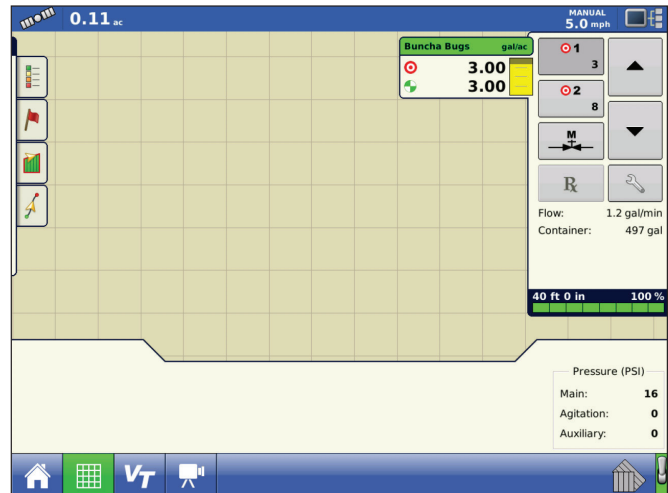 0.11 ac
MANUAL
5.0 mph
Buncha Bugs gal/ac
3.00
3.00
1
3
2
8
M
Rx
Flow: 1.2 gal/min
Container: 497 gal
40 ft 0 in 100 %
Pressure (PSI)
Main: 16
Agitation: 0
Auxiliary: 0
VT